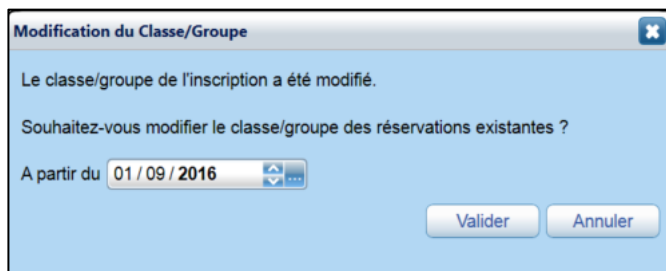 Modification du Classe/Groupe
Le classe/groupe de l'inscription a été modifié.
Souhaitez-vous modifier le classe/groupe des réservations existantes ?
A partir du 01 / 09 / 2016 ...
Valider Annuler